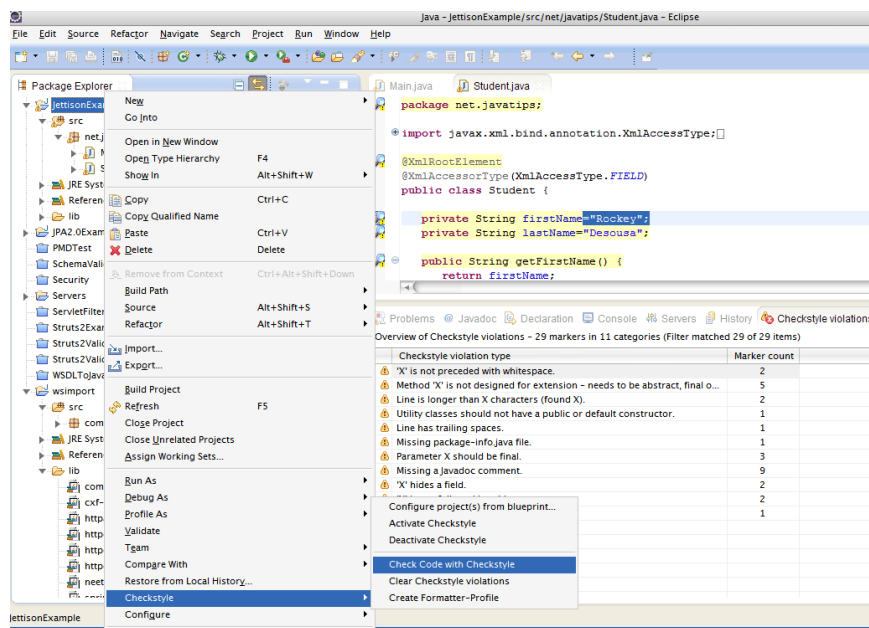 Java - JettisonExample/src/net/javatips/Student.java - Eclipse
File Edit Source Refactor Navigate Search Project Run Window Help
Package Explorer
JettisonExa
src
net.j
JRE Syst
Referen
lib
JPA2.0Exam
PMDTest
SchemaVali
Security
Servers
ServletFilter
Struts2Exar
Struts2Valic
Struts2Valic
WSDLToJava
wsimport
src
com
JRE Syst
Referen
lib
com
cxf-
http
http
http
http
neet
New
Go Into
Open in New Window
Open Type Hierarchy F4
Show In Alt+Shift+W
Copy Ctrl+C
Copy Qualified Name
Paste Ctrl+V
Delete Delete
Remove from Context Ctrl+Alt+Shift+Down
Build Path
Source Alt+Shift+S
Refactor Alt+Shift+T
Import...
Export...
Build Project
Refresh F5
Close Project
Close Unrelated Projects
Assign Working Sets...
Run As
Debug As
Profile As
Validate
Team
Compare With
Restore from Local History...
Checkstyle
Configure
Main.java Student.java
package net.javatips;
import javax.xml.bind.annotation.XmlAccessType;
@XmlRootElement
@XmlAccessorType(XmlAccessType.FIELD)
public class Student {
private String firstName="Rockey";
private String lastName="Desousa";
public String getFirstName() {
return firstName;
Problems @ Javadoc Declaration Console Servers History Checkstyle violations
Overview of Checkstyle violations - 29 markers in 11 categories (Filter matched 29 of 29 items)
Checkstyle violation type Marker count
'X' is not preceded with whitespace. 2
Method 'X' is not designed for extension - needs to be abstract, final o... 5
Line is longer than X characters (found X). 2
Utility classes should not have a public or default constructor. 1
Line has trailing spaces. 1
Missing package-info.java file. 1
Parameter X should be final. 3
Missing a Javadoc comment. 9
'X' hides a field. 2
2
1
Configure project(s) from blueprint...
Activate Checkstyle
Deactivate Checkstyle
Check Code with Checkstyle
Clear Checkstyle violations
Create Formatter-Profile
JettisonExample